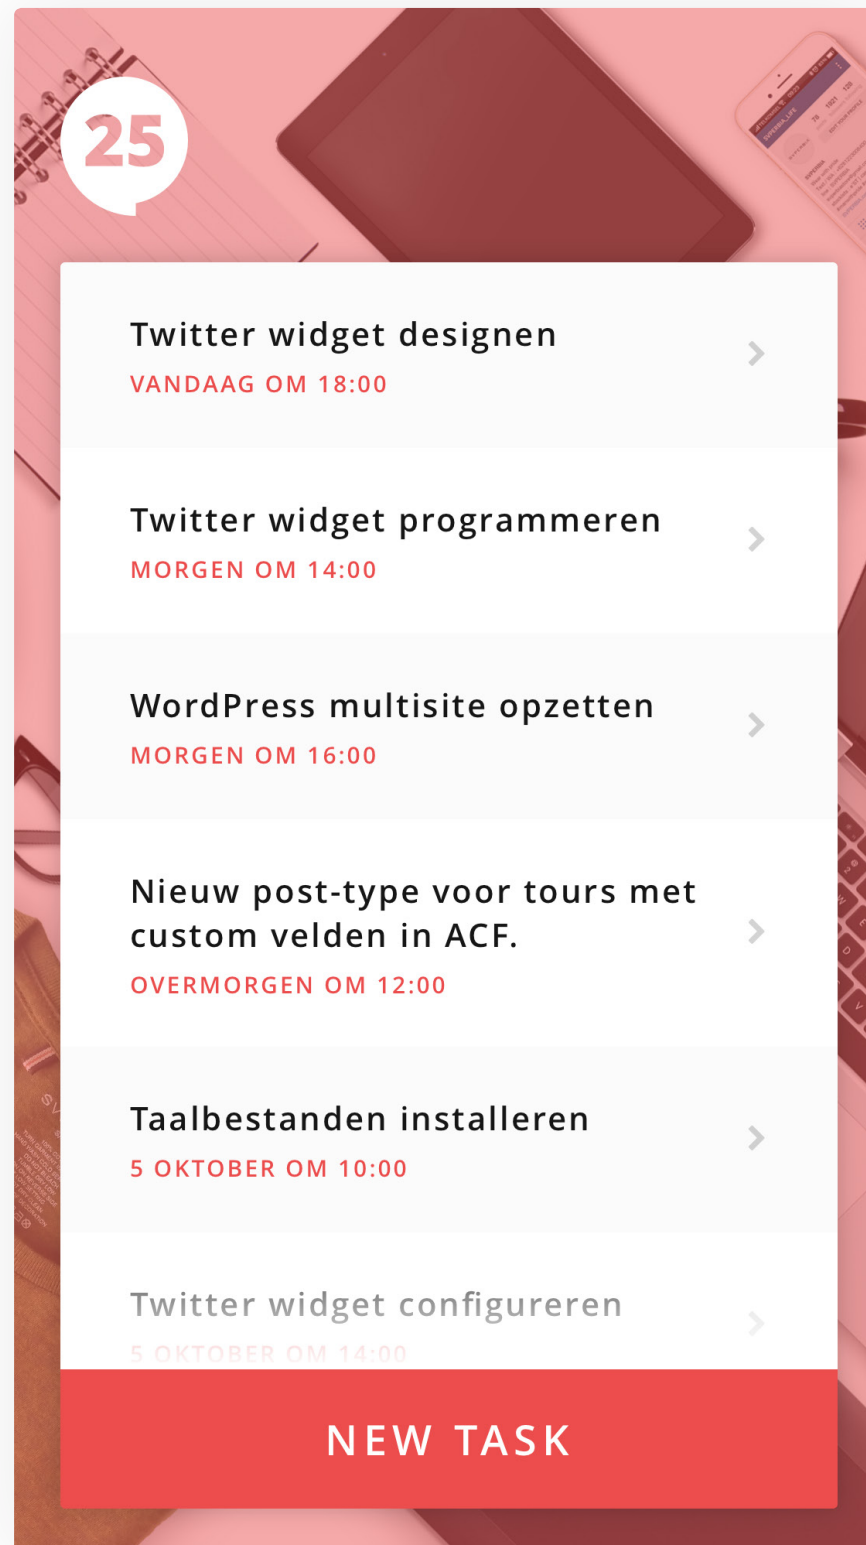 25
Twitter widget designen
VANDAAG OM 18:00
Twitter widget programmeren
MORGEN OM 14:00
WordPress multisite opzetten
MORGEN OM 16:00
Nieuw post-type voor tours met
custom velden in ACF.
OVERMORGEN OM 12:00
Taalbestanden installeren
5 OKTOBER OM 10:00
Twitter widget configureren
5 OKTOBER OM 14:00
NEW TASK